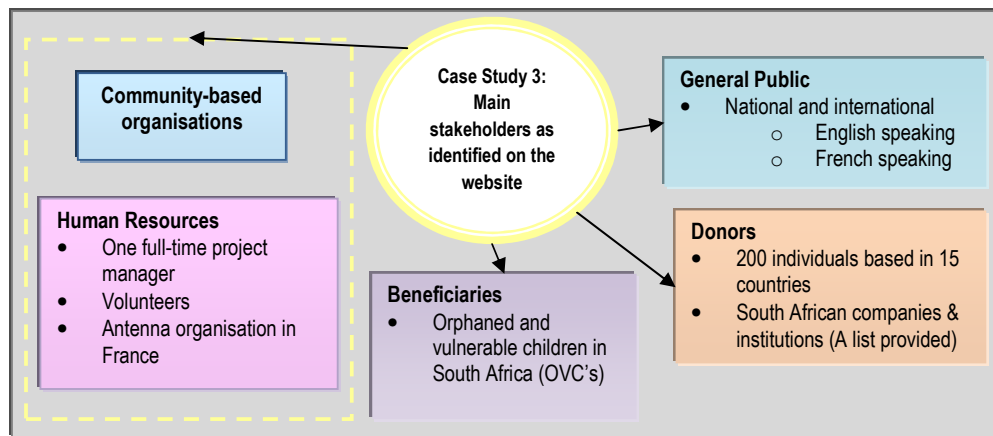 Case Study 3:
Main
stakeholders as
identified on the
website
Community-based
organisations
Human Resources
• One full-time project
manager
• Volunteers
• Antenna organisation in
France
Beneficiaries
• Orphaned and
vulnerable children in
South Africa (OVC's)
General Public
• National and international
o English speaking
o French speaking
Donors
• 200 individuals based in 15
countries
• South African companies &
institutions (A list provided)